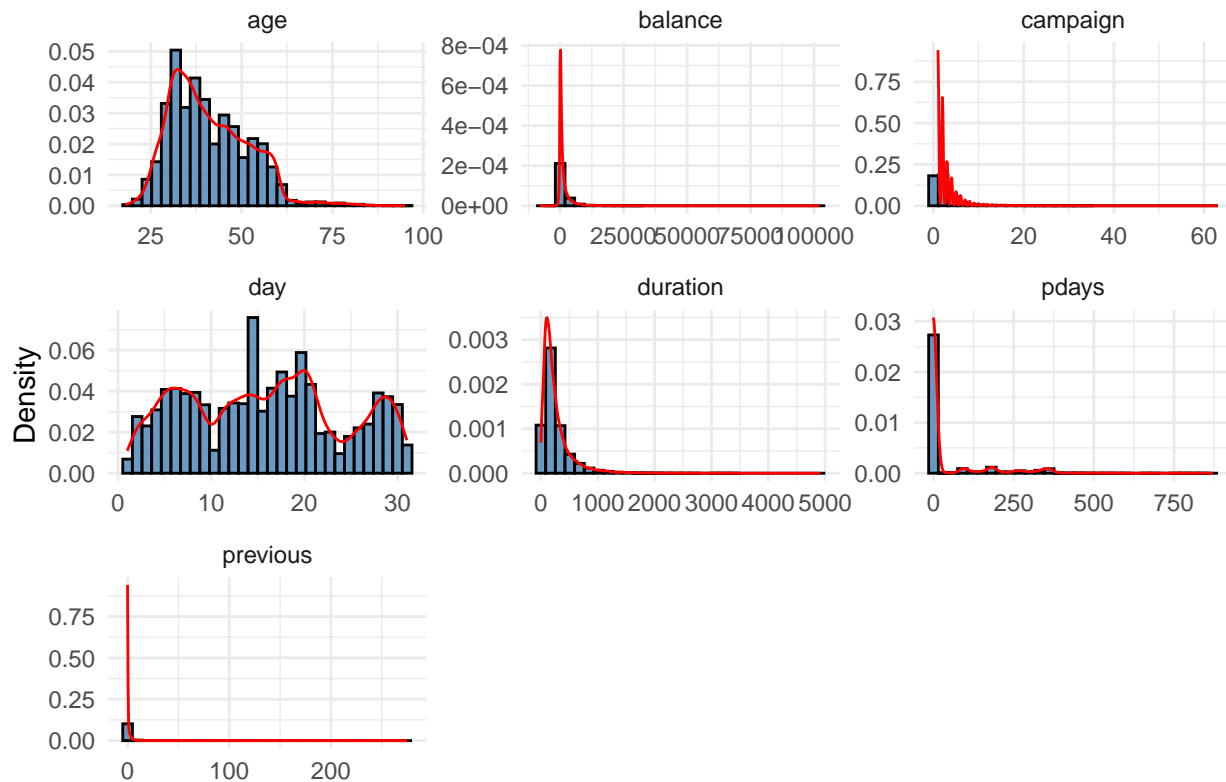 age
0.05
0.04
0.03
0.02
0.01
0.00
25 50 75 100
balance
8e−04
6e−04
4e−04
2e−04
0e+00
0 25000 50000 75000 100000
campaign
0.75
0.50
0.25
0.00
0 20 40 60
Density
day
0.06
0.04
0.02
0.00
0 10 20 30
duration
0.003
0.002
0.001
0.000
0 1000 2000 3000 4000 5000
pdays
0.03
0.02
0.01
0.00
0 250 500 750
previous
0.75
0.50
0.25
0.00
0 100 200